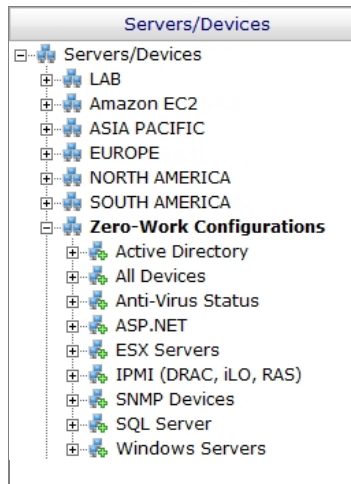 Servers/Devices
Servers/Devices
LAB
Amazon EC2
ASIA PACIFIC
EUROPE
NORTH AMERICA
SOUTH AMERICA
Zero-Work Configurations
Active Directory
All Devices
Anti-Virus Status
ASP.NET
ESX Servers
IPMI (DRAC, iLO, RAS)
SNMP Devices
SQL Server
Windows Servers